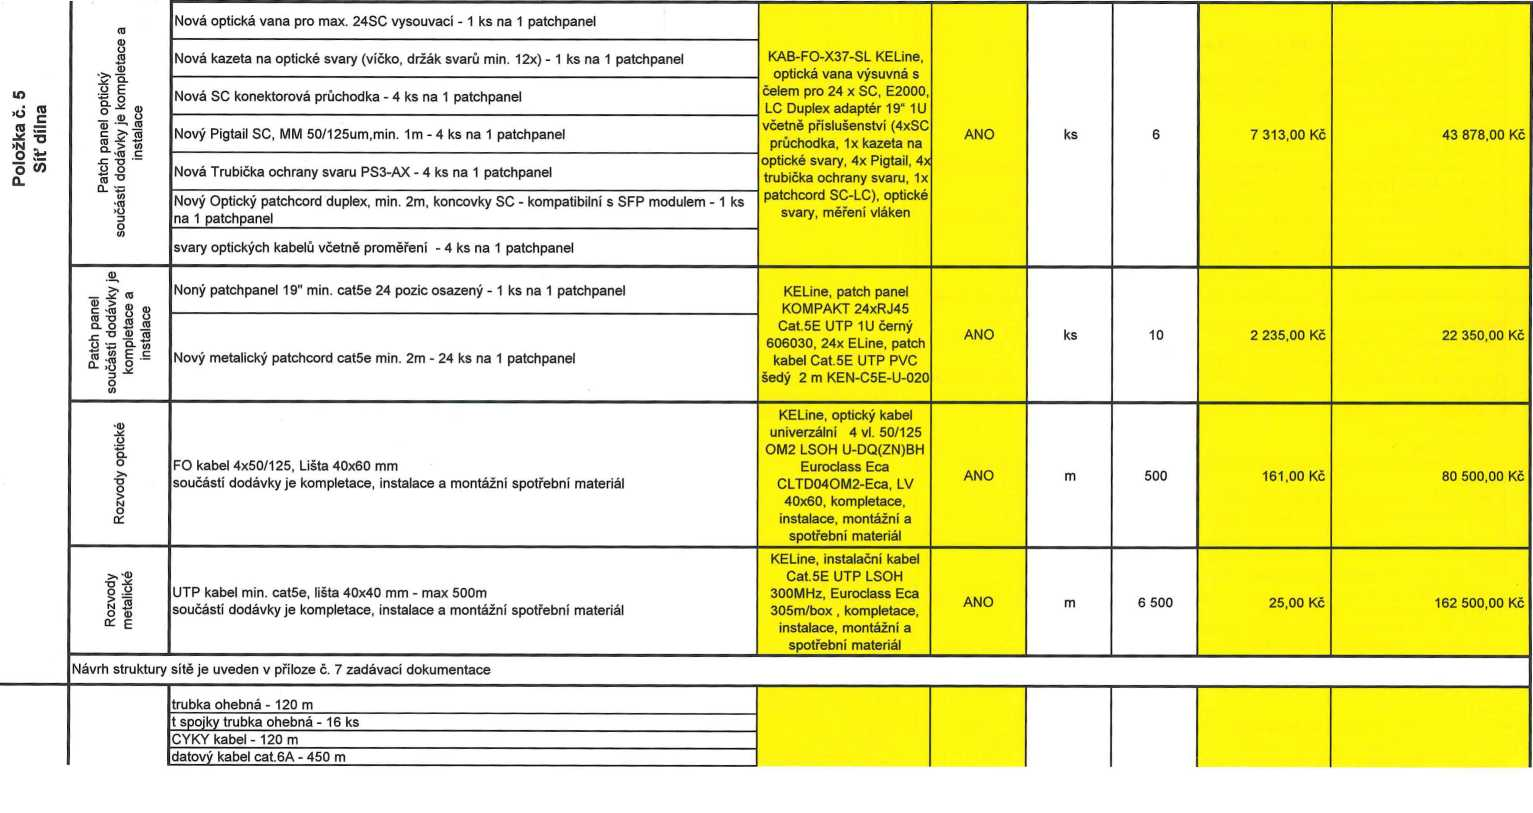 Položka č. 5
Síť dílna
Patch panel optický
součástí dodávky je kompletace a
instalace
Nová optická vana pro max. 24SC vysouvací - 1 ks na 1 patchpanel
Nová kazeta na optické svary (víčko, držák svarů min. 12x) - 1 ks na 1 patchpanel
Nová SC konektorová průchodka - 4 ks na 1 patchpanel
Nový Pigtail SC, MM 50/125um,min. 1m - 4 ks na 1 patchpanel
Nová Trubička ochrany svaru PS3-AX - 4 ks na 1 patchpanel
Nový Optický patchcord duplex, min. 2m, koncovky SC - kompatibilní s SFP modulem - 1 ks
na 1 patchpanel
svary optických kabelů včetně proměření - 4 ks na 1 patchpanel
KAB-FO-X37-SL KELine,
optická vana výsuvná s
čelem pro 24 x SC, E2000,
LC Duplex adaptér 19“ 1U
včetně příslušenství (4xSC
průchodka, 1x kazeta na
optické svary, 4x Pigtail, 4x
trubička ochrany svaru, 1x
patchcord SC-LC), optické
svary, měření vláken
ANO
ks
6
7 313,00 Kč
43 878,00 Kč
Patch panel
součástí dodávky je
kompletace a
instalace
Noný patchpanel 19" min. cat5e 24 pozic osazený - 1 ks na 1 patchpanel
Nový metalický patchcord cat5e min. 2m - 24 ks na 1 patchpanel
KELine, patch panel
KOMPAKT 24xRJ45
Cat.5E UTP 1U černý
606030, 24x ELine, patch
kabel Cat.5E UTP PVC
šedý 2 m KEN-C5E-U-020
ANO
ks
10
2 235,00 Kč
22 350,00 Kč
Rozvody optické
FO kabel 4x50/125, Lišta 40x60 mm
součástí dodávky je kompletace, instalace a montážní spotřební materiál
KELine, optický kabel
univerzální 4 vl. 50/125
OM2 LSOH U-DQ(ZN)BH
Euroclass Eca
CLTD04OM2-Eca, LV
40x60, kompletace,
instalace, montážní a
spotřební materiál
ANO
m
500
161,00 Kč
80 500,00 Kč
Rozvody
metalické
UTP kabel min. cat5e, lišta 40x40 mm - max 500m
součástí dodávky je kompletace, instalace a montážní spotřební materiál
KELine, instalační kabel
Cat.5E UTP LSOH
300MHz, Euroclass Eca
305m/box , kompletace,
instalace, montážní a
spotřební materiál
ANO
m
6 500
25,00 Kč
162 500,00 Kč
Návrh struktury sítě je uveden v příloze č. 7 zadávací dokumentace
trubka ohebná - 120 m
t spojky trubka ohebná - 16 ks
CYKY kabel - 120 m
datový kabel cat.6A - 450 m